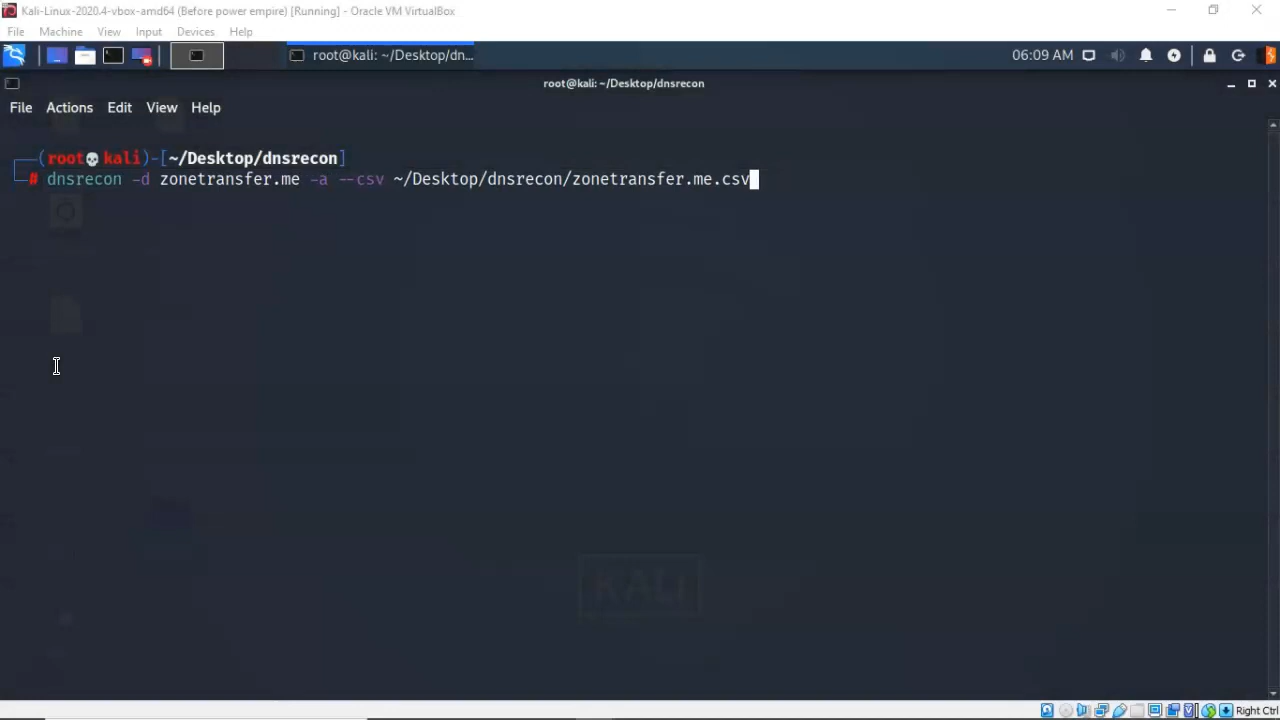 Kali-Linux-2020.4-vbox-amd64 (Before power empire) [Running] - Oracle VM VirtualBox
File Machine View Input Devices Help
root@kali: ~/Desktop/dn... 06:09 AM
root@kali: ~/Desktop/dnsrecon
File Actions Edit View Help
(root💀kali)-[~/Desktop/dnsrecon]
# dnsrecon -d zonetransfer.me -a --csv ~/Desktop/dnsrecon/zonetransfer.me.csv
KALI
Right Ctrl